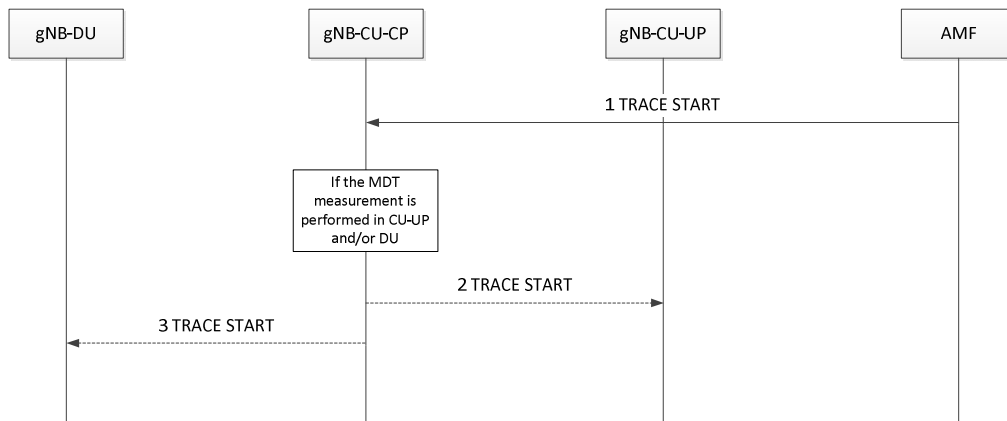 gNB-DU
gNB-CU-CP
gNB-CU-UP
AMF
1 TRACE START
If the MDT
measurement is
performed in CU-UP
and/or DU
2 TRACE START
3 TRACE START